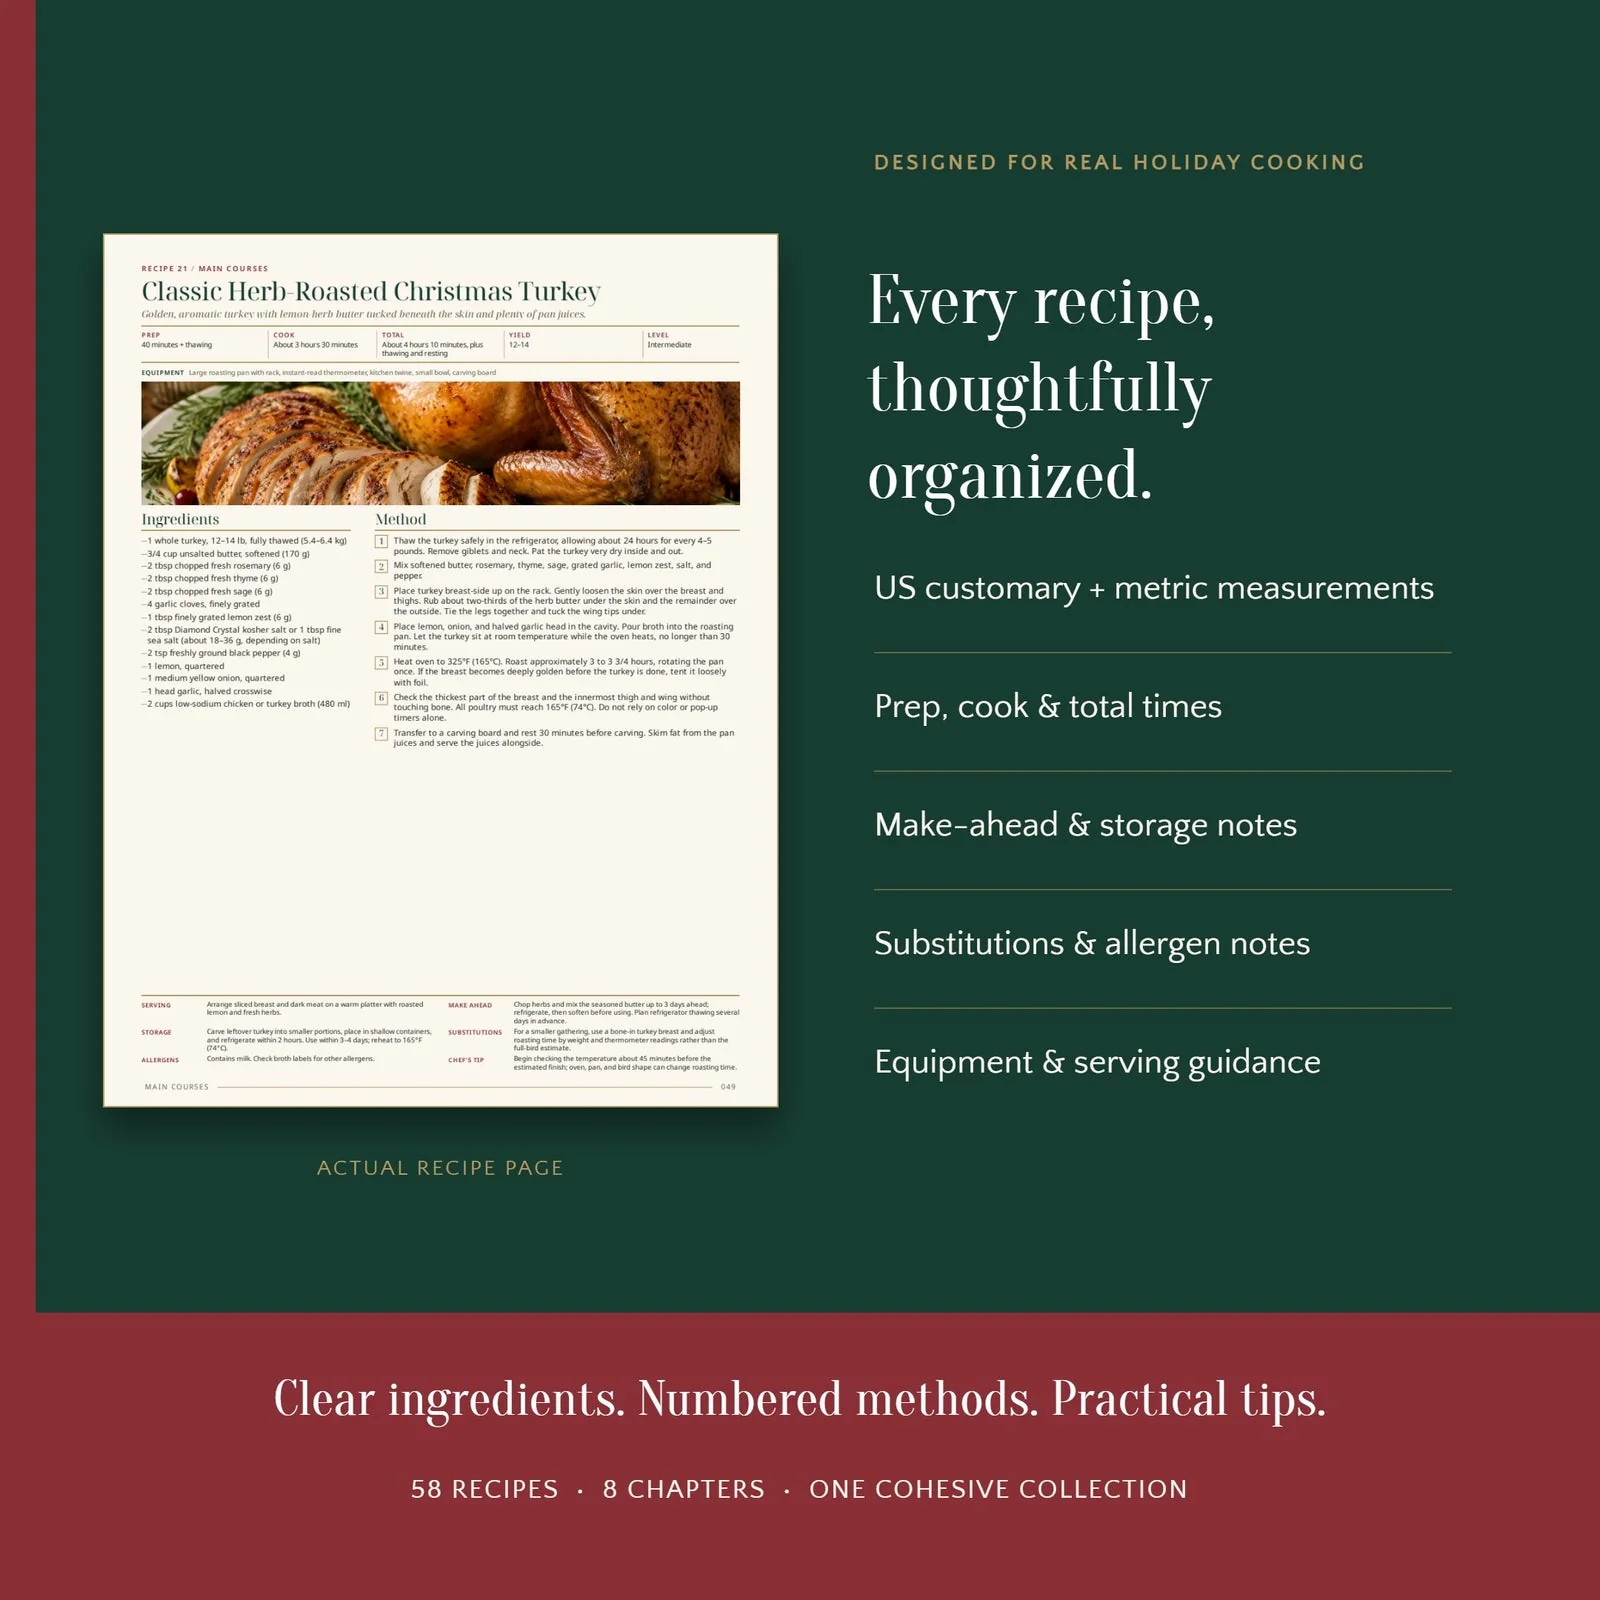 DESIGNED FOR REAL HOLIDAY COOKING
Every recipe,
thoughtfully
organized.
US customary + metric measurements
Prep, cook & total times
Make-ahead & storage notes
Substitutions & allergen notes
Equipment & serving guidance
RECIPE 21 / MAIN COURSES
Classic Herb-Roasted Christmas Turkey
Golden, aromatic turkey with lemon-herb butter tucked beneath the skin and plenty of pan juices.
PREP
40 minutes + thawing
COOK
About 3 hours 30 minutes
TOTAL
About 4 hours 10 minutes, plus
thawing and resting
YIELD
12–14
LEVEL
Intermediate
EQUIPMENT Large roasting pan with rack, instant-read thermometer, kitchen twine, small bowl, carving board
Ingredients
—1 whole turkey, 12–14 lb, fully thawed (5.4–6.4 kg)
—3/4 cup unsalted butter, softened (170 g)
—2 tbsp chopped fresh rosemary (6 g)
—2 tbsp chopped fresh thyme (6 g)
—2 tbsp chopped fresh sage (6 g)
—4 garlic cloves, finely grated
—1 tbsp finely grated lemon zest (6 g)
—2 tbsp Diamond Crystal kosher salt or 1 tbsp fine
sea salt (about 18–36 g, depending on salt)
—2 tsp freshly ground black pepper (4 g)
—1 lemon, quartered
—1 medium yellow onion, quartered
—1 head garlic, halved crosswise
—2 cups low-sodium chicken or turkey broth (480 ml)
Method
1 Thaw the turkey safely in the refrigerator, allowing about 24 hours for every 4–5
pounds. Remove giblets and neck. Pat the turkey very dry inside and out.
2 Mix softened butter, rosemary, thyme, sage, grated garlic, lemon zest, salt, and
pepper.
3 Place turkey breast-side up on the rack. Gently loosen the skin over the breast and
thighs. Rub about two-thirds of the herb butter under the skin and the remainder over
the outside. Tie the legs together and tuck the wing tips under.
4 Place lemon, onion, and halved garlic head in the cavity. Pour broth into the roasting
pan. Let the turkey sit at room temperature while the oven heats, no longer than 30
minutes.
5 Heat oven to 325°F (165°C). Roast approximately 3 to 3 3/4 hours, rotating the pan
once. If the breast becomes deeply golden before the turkey is done, tent it loosely
with foil.
6 Check the thickest part of the breast and the innermost thigh and wing without
touching bone. All poultry must reach 165°F (74°C). Do not rely on color or pop-up
timers alone.
7 Transfer to a carving board and rest 30 minutes before carving. Skim fat from the pan
juices and serve the juices alongside.
SERVING
Arrange sliced breast and dark meat on a warm platter with roasted
lemon and fresh herbs.
MAKE AHEAD
Chop herbs and mix the seasoned butter up to 3 days ahead;
refrigerate, then soften before using. Plan refrigerator thawing several
days in advance.
STORAGE
Carve leftover turkey into smaller portions, place in shallow containers,
and refrigerate within 2 hours. Use within 3–4 days; reheat to 165°F
(74°C).
SUBSTITUTIONS
For a smaller gathering, use a bone-in turkey breast and adjust
roasting time by weight and thermometer readings rather than the
full-bird estimate.
ALLERGENS
Contains milk. Check broth labels for other allergens.
CHEF'S TIP
Begin checking the temperature about 45 minutes before the
estimated finish; oven, pan, and bird shape can change roasting time.
MAIN COURSES 049
ACTUAL RECIPE PAGE
Clear ingredients. Numbered methods. Practical tips.
58 RECIPES · 8 CHAPTERS · ONE COHESIVE COLLECTION